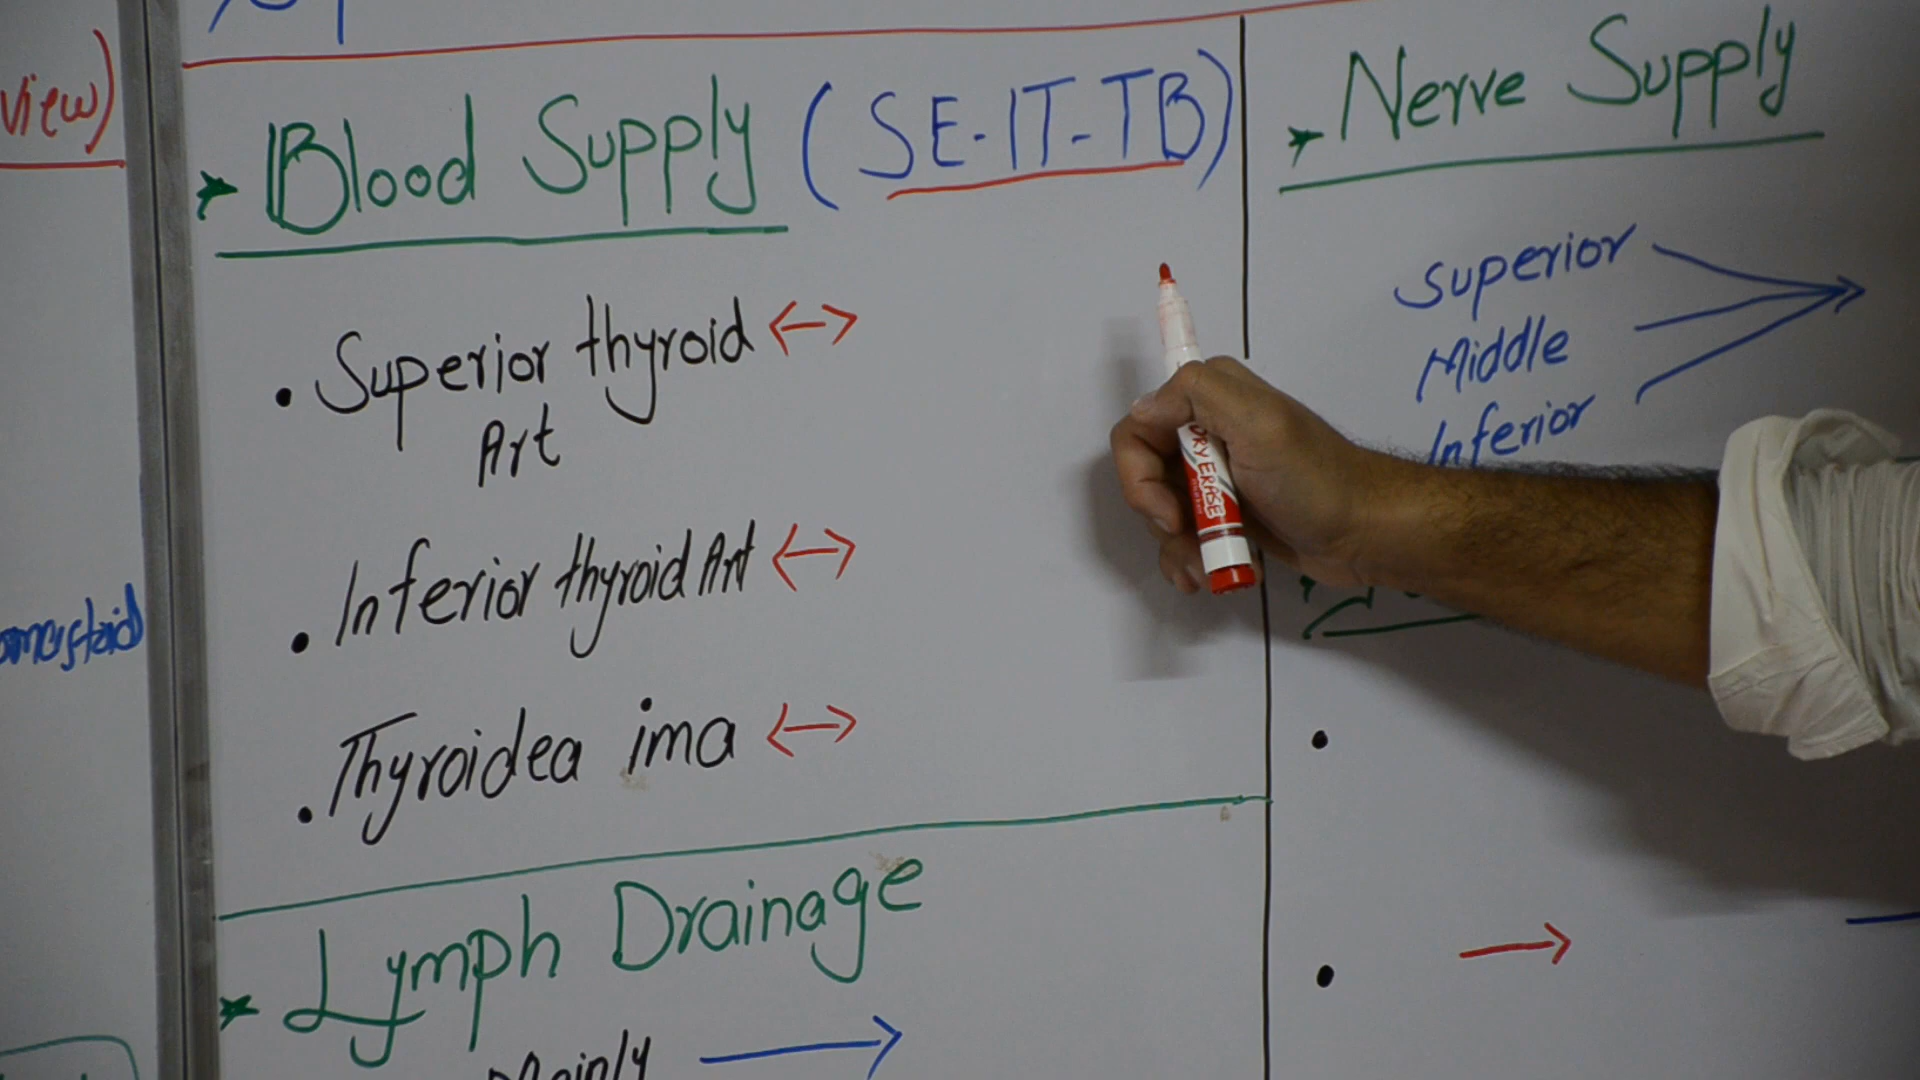 view)
Blood Supply (SE-IT-TB)
Superior thyroid
Art
Inferior thyroid Art
Thyroidea ima
Lymph Drainage
Mainly
Nerve Supply
Superior
Middle
Inferior
DRY ERASE